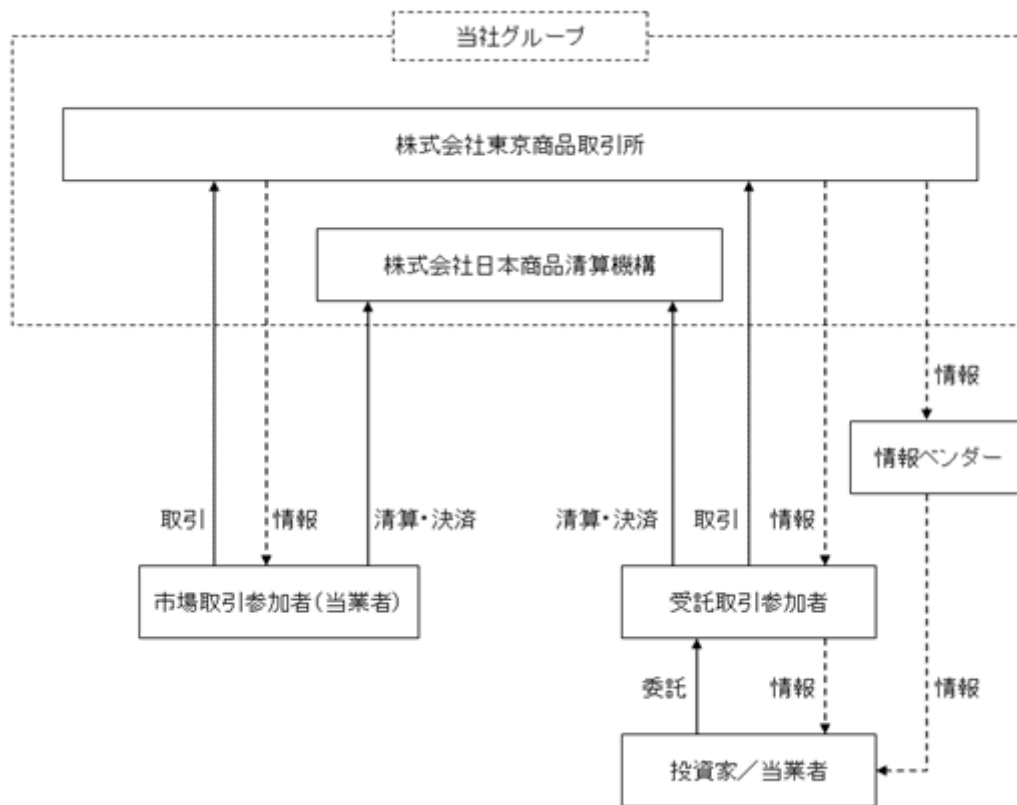 当社グループ
株式会社東京商品取引所
株式会社日本商品清算機構
情報
情報ベンダー
取引
情報
清算・決済
清算・決済
取引
情報
市場取引参加者(当業者)
受託取引参加者
委託
情報
情報
投資家/当業者